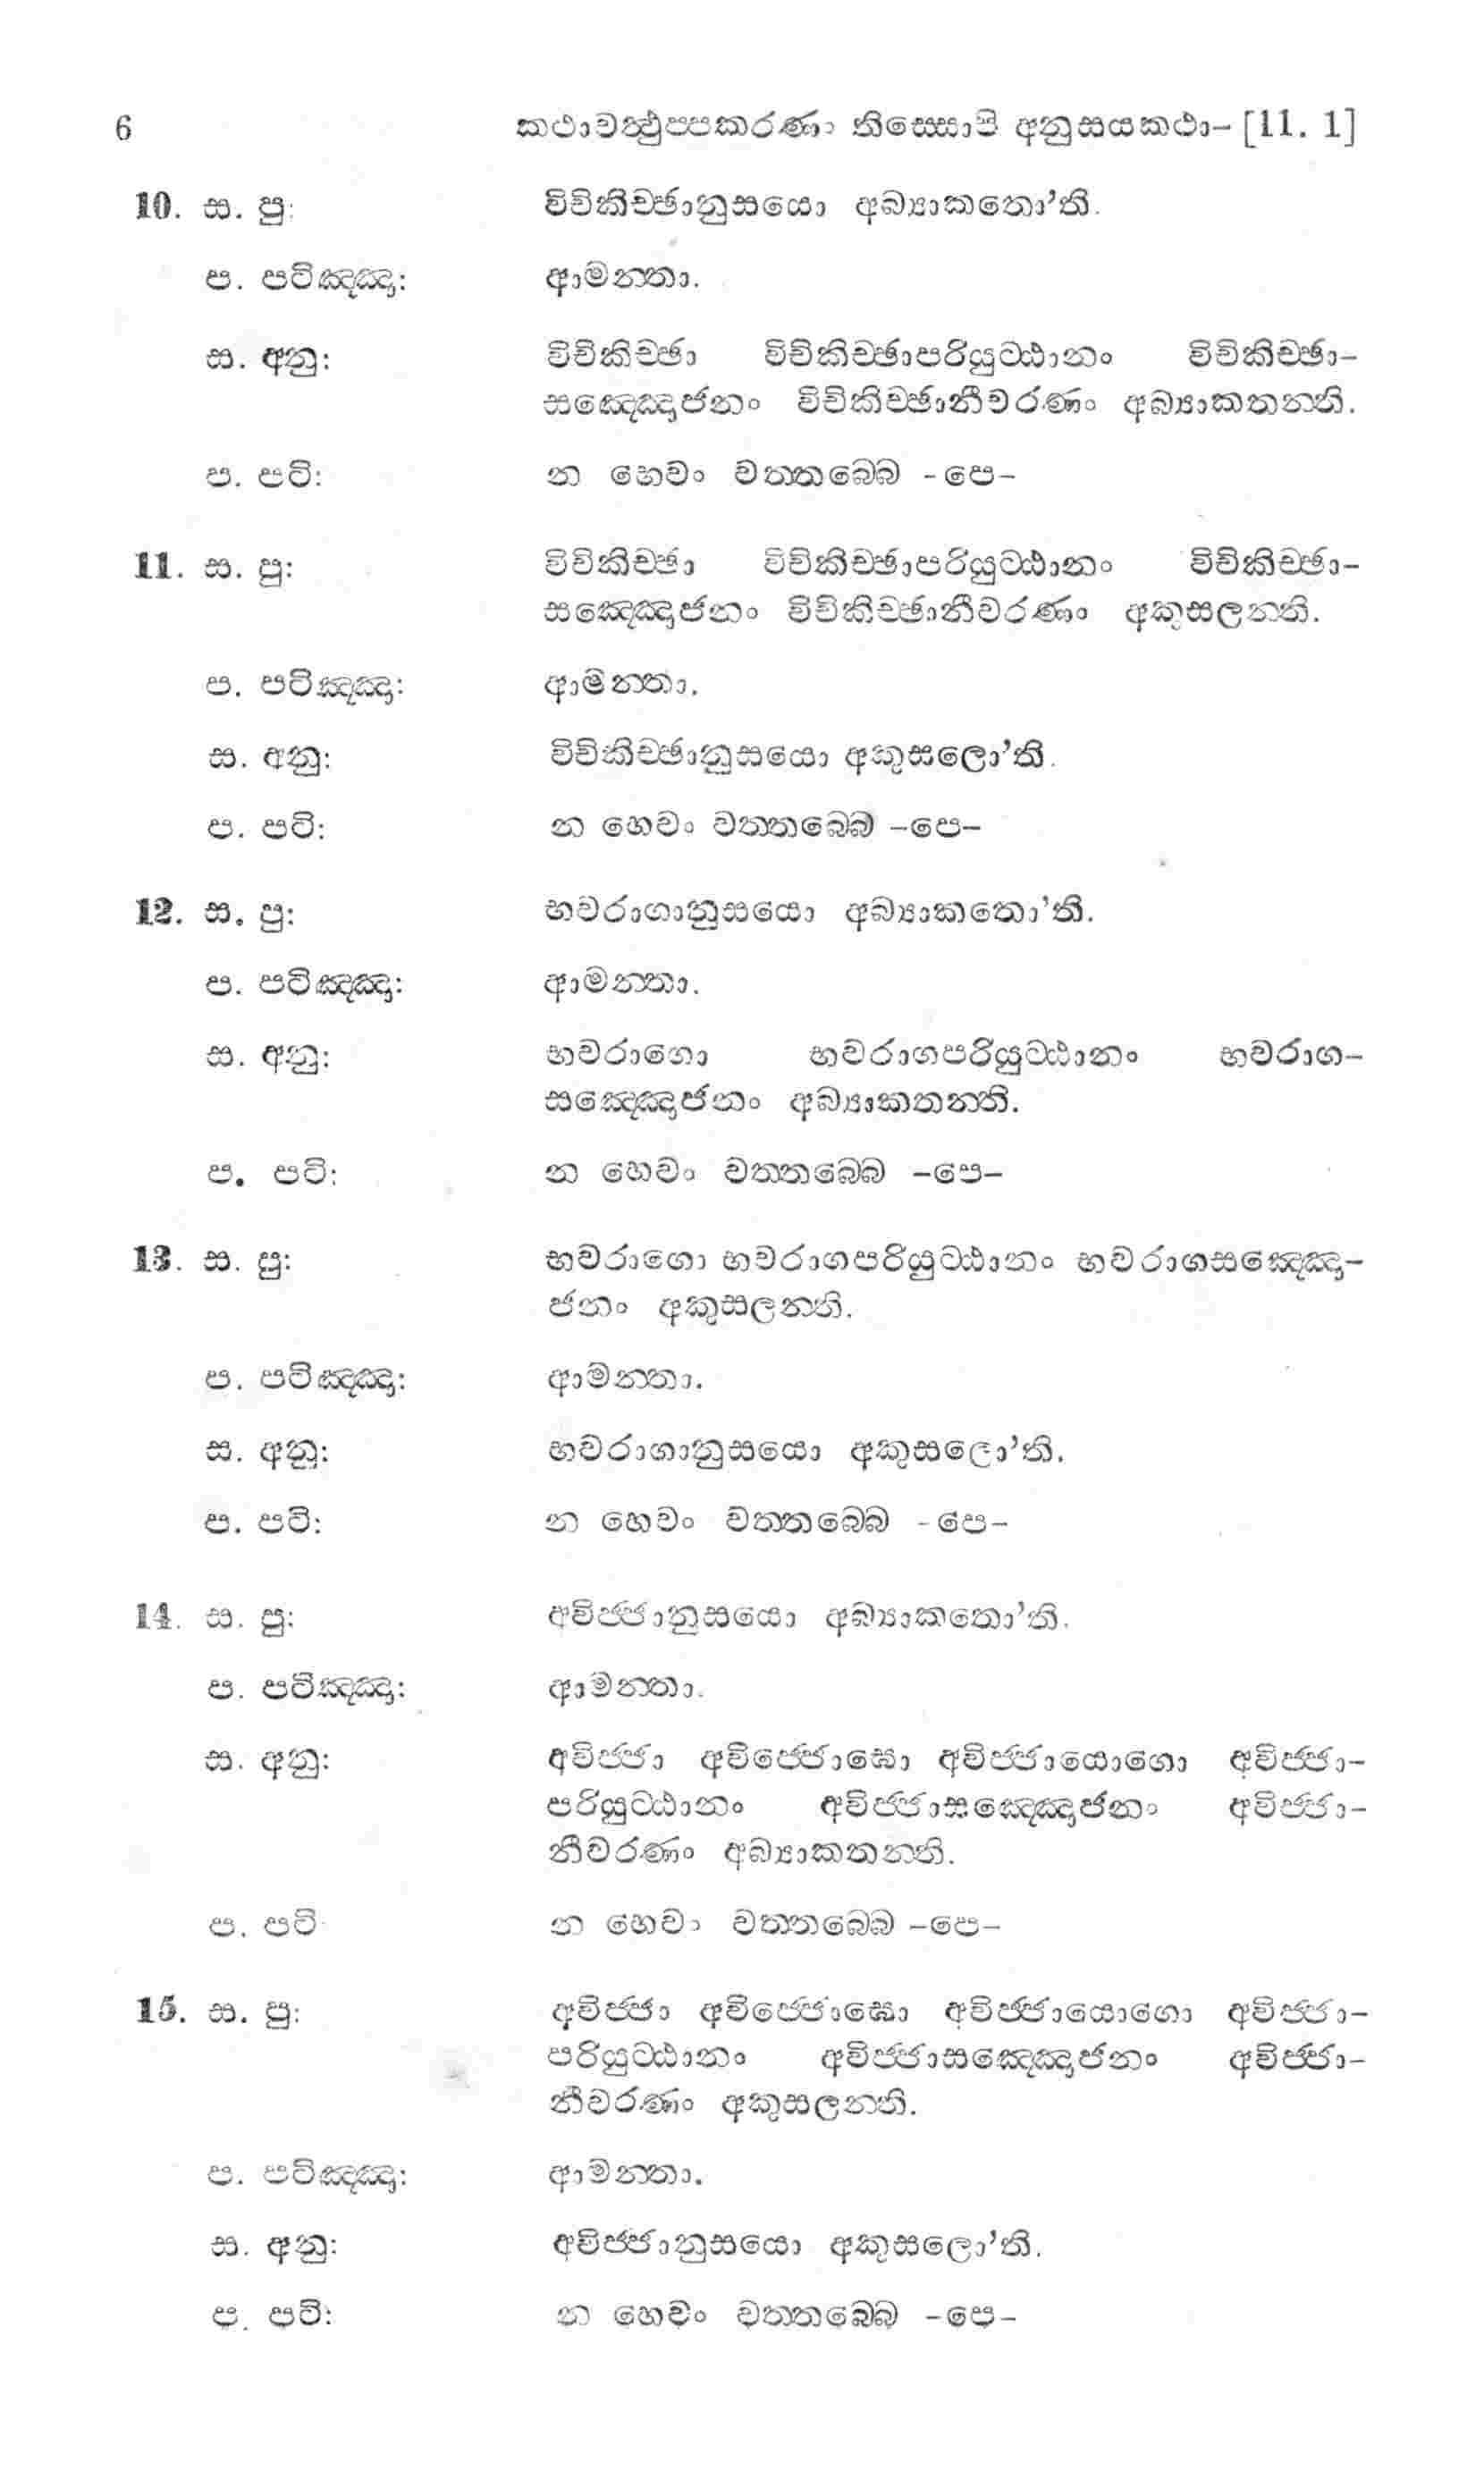 6 කථාවත්‍ථුප්පකරණං තිස්සොපි අනුසයකථා- [11. 1]
10. ස. පු: විචිකිච්ඡානුසයො අබ්‍යාකතො’ති.
ප. පටිඤ්ඤා: ආමන්තා.
ස. අනු: විචිකිච්ඡා විචිකිච්ඡාපරියුට්ඨානං විචිකිච්ඡා-
සඤ්ඤොජනං විචිකිච්ඡානීවරණං අබ්‍යාකතන්ති.
ප. පටි: න හෙවං වත්තබ්බෙ -පෙ-
11. ස. පු: විචිකිච්ඡා විචිකිච්ඡාපරියුට්ඨානං විචිකිච්ඡා-
සඤ්ඤොජනං විචිකිච්ඡානීවරණං අකුසලන්ති.
ප. පටිඤ්ඤා: ආමන්තා.
ස. අනු: විචිකිච්ඡානුසයො අකුසලො’ති.
ප. පටි: න හෙවං වත්තබ්බෙ -පෙ-
12. ස. පු: භවරාගානුසයො අබ්‍යාකතො’ති.
ප. පටිඤ්ඤා: ආමන්තා.
ස. අනු: භවරාගො භවරාගපරියුට්ඨානං භවරාග-
සඤ්ඤොජනං අබ්‍යාකතන්ති.
ප. පටි: න හෙවං වත්තබ්බෙ -පෙ-
13. ස. පු: භවරාගො භවරාගපරියුට්ඨානං භවරාගසඤ්ඤො-
ජනං අකුසලන්ති.
ප. පටිඤ්ඤා: ආමන්තා.
ස. අනු: භවරාගානුසයො අකුසලො’ති.
ප. පටි: න හෙවං වත්තබ්බෙ -පෙ-
14. ස. පු: අවිජ්ජානුසයො අබ්‍යාකතො’ති.
ප. පටිඤ්ඤා: ආමන්තා.
ස. අනු: අවිජ්ජා අවිජ්ජොඝො අවිජ්ජායොගො අවිජ්ජා-
පරියුට්ඨානං අවිජ්ජාසඤ්ඤොජනං අවිජ්ජා-
නීවරණං අබ්‍යාකතන්ති.
ප. පටි න හෙවං වත්තබ්බෙ -පෙ-
15. ස. පු: අවිජ්ජා අවිජ්ජොඝො අවිජ්ජායොගො අවිජ්ජා-
පරියුට්ඨානං අවිජ්ජාසඤ්ඤොජනං අවිජ්ජා-
නීවරණං අකුසලන්ති.
ප. පටිඤ්ඤා: ආමන්තා.
ස. අනු: අවිජ්ජානුසයො අකුසලො’ති.
ප. පටි: න හෙවං වත්තබ්බෙ -පෙ-